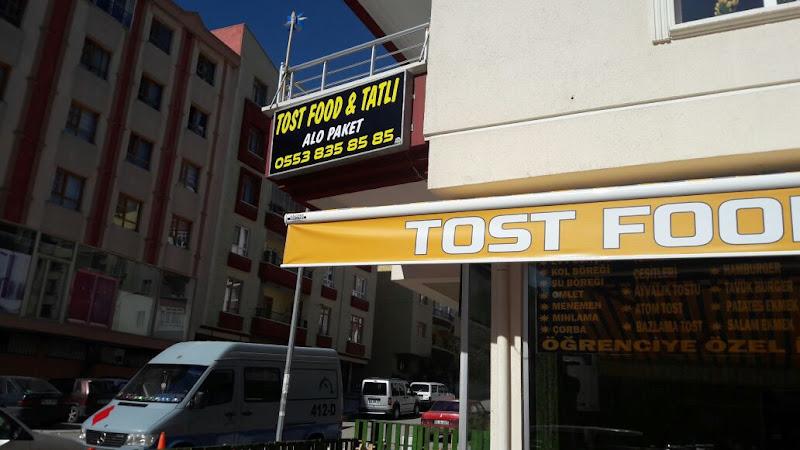 TOST FOOD & TATLI
ALO PAKET
0553 835 85 85
TOST FOO
KOL BÖREĞİ
SU BÖREĞİ
OMLET
MENEMEN
MIHLAMA
ÇORBA
ÇEŞİTLERİ
AYVALIK TOSTU
ATOM TOST
BAZLAMA TOST
HAMBURGER
TAVUK BURGER
PATATES EKMEK
SALAM EKMEK
ÖĞRENCİYE ÖZEL
412-D